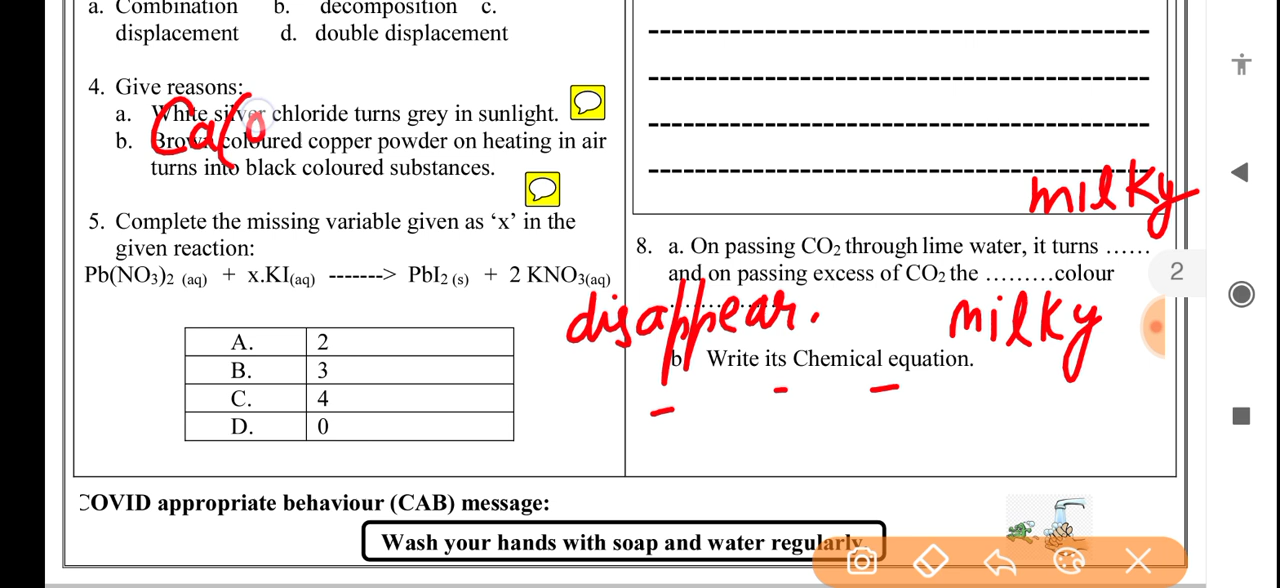 a. Combination b. decomposition c.
displacement d. double displacement
4. Give reasons:
a. White silver chloride turns grey in sunlight.
b. Brown coloured copper powder on heating in air
turns into black coloured substances.
5. Complete the missing variable given as ‘x’ in the
given reaction:
Pb(NO3)2 (aq) + x.KI(aq) -------> PbI2 (s) + 2 KNO3(aq)
A. 2
B. 3
C. 4
D. 0
milky
8. a. On passing CO2 through lime water, it turns ……
and on passing excess of CO2 the ………colour
disappear. milky
b. Write its Chemical equation.
2
COVID appropriate behaviour (CAB) message:
Wash your hands with soap and water regularly